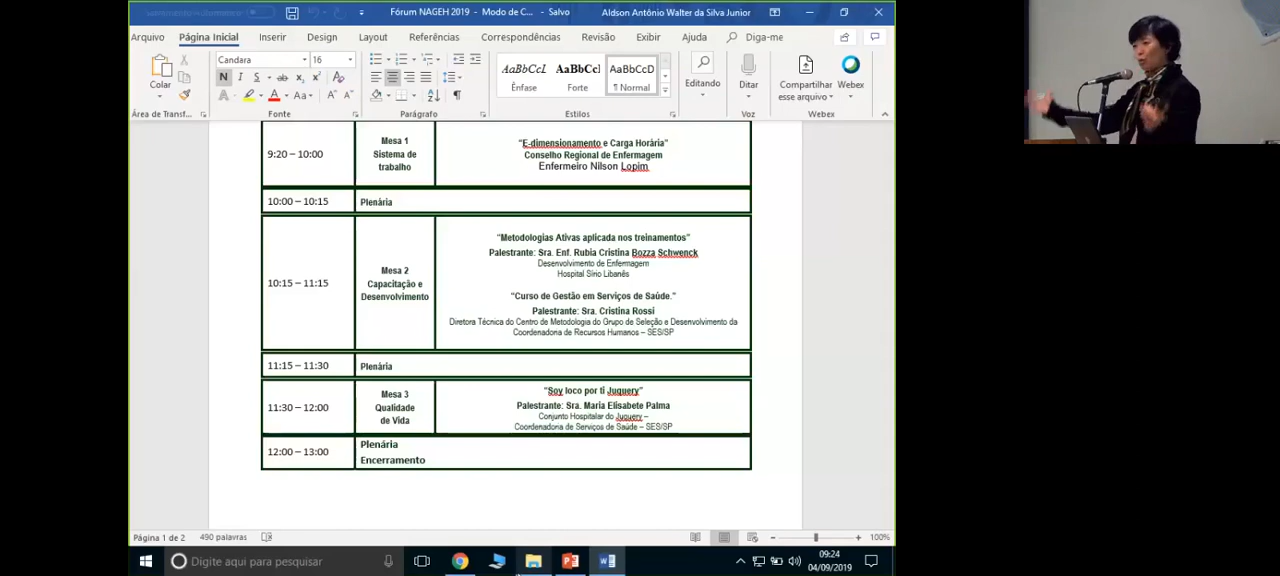 Fórum NAGEH 2019 - Modo de C... - Salvo
Aldson Antônio Walter da Silva Junior
Arquivo Página Inicial Inserir Design Layout Referências Correspondências Revisão Exibir Ajuda Diga-me
Candara 16
Colar
N I S ab x x
A A Aa A A
AaBbCcL AaBbCcl AaBbCcD
Ênfase Forte ¶ Normal
Editando
Ditar
Compartilhar esse arquivo
Webex
Área de Transf... Fonte Parágrafo Estilos Voz Webex
9:20 – 10:00
Mesa 1
Sistema de
trabalho
"E-dimensionamento e Carga Horária"
Conselho Regional de Enfermagem
Enfermeiro Nilson Lopim
10:00 – 10:15 Plenária
10:15 – 11:15
Mesa 2
Capacitação e
Desenvolvimento
"Metodologias Ativas aplicada nos treinamentos"
Palestrante: Sra. Enf. Rubia Cristina Bozza Schwenck
Desenvolvimento de Enfermagem
Hospital Sírio Libanês
"Curso de Gestão em Serviços de Saúde."
Palestrante: Sra. Cristina Rossi
Diretora Técnica do Centro de Metodologia do Grupo de Seleção e Desenvolvimento da
Coordenadoria de Recursos Humanos – SES/SP
11:15 – 11:30 Plenária
11:30 – 12:00
Mesa 3
Qualidade
de Vida
"Soy loco por ti Juquery"
Palestrante: Sra. Maria Elisabete Palma
Conjunto Hospitalar do Juquery –
Coordenadoria de Serviços de Saúde – SES/SP
12:00 – 13:00
Plenária
Encerramento
Página 1 de 2 490 palavras 100%
Digite aqui para pesquisar
09:24
04/09/2019